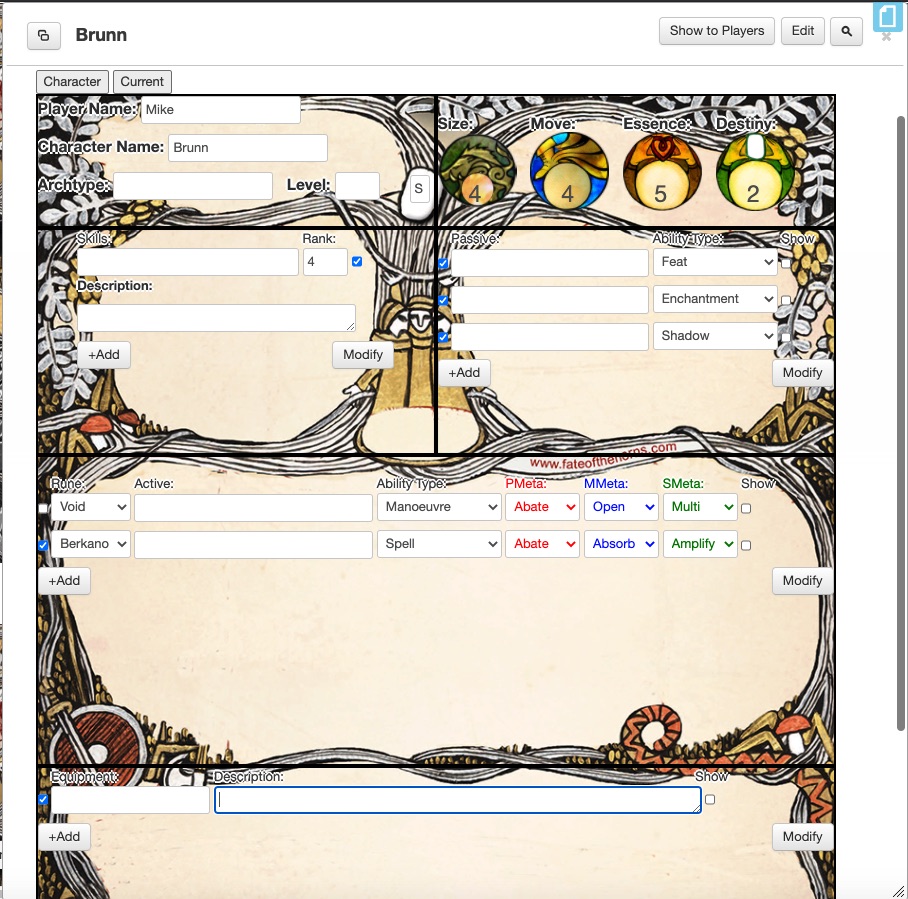 Brunn
Show to Players Edit
Character Current
Player Name: Mike
Character Name: Brunn
Archtype: Level: S
Size: Move: Essence: Destiny:
4 4 5 2
Skills: Rank:
4
Description:
+Add Modify
Passive: Ability Type: Show
Feat
Enchantment
Shadow
+Add Modify
www.fateofthenorns.com
Rune: Active: Ability Type: PMeta: MMeta: SMeta: Show
Void Manoeuvre Abate Open Multi
Berkano Spell Abate Absorb Amplify
+Add Modify
Equipment: Description: Show
+Add Modify